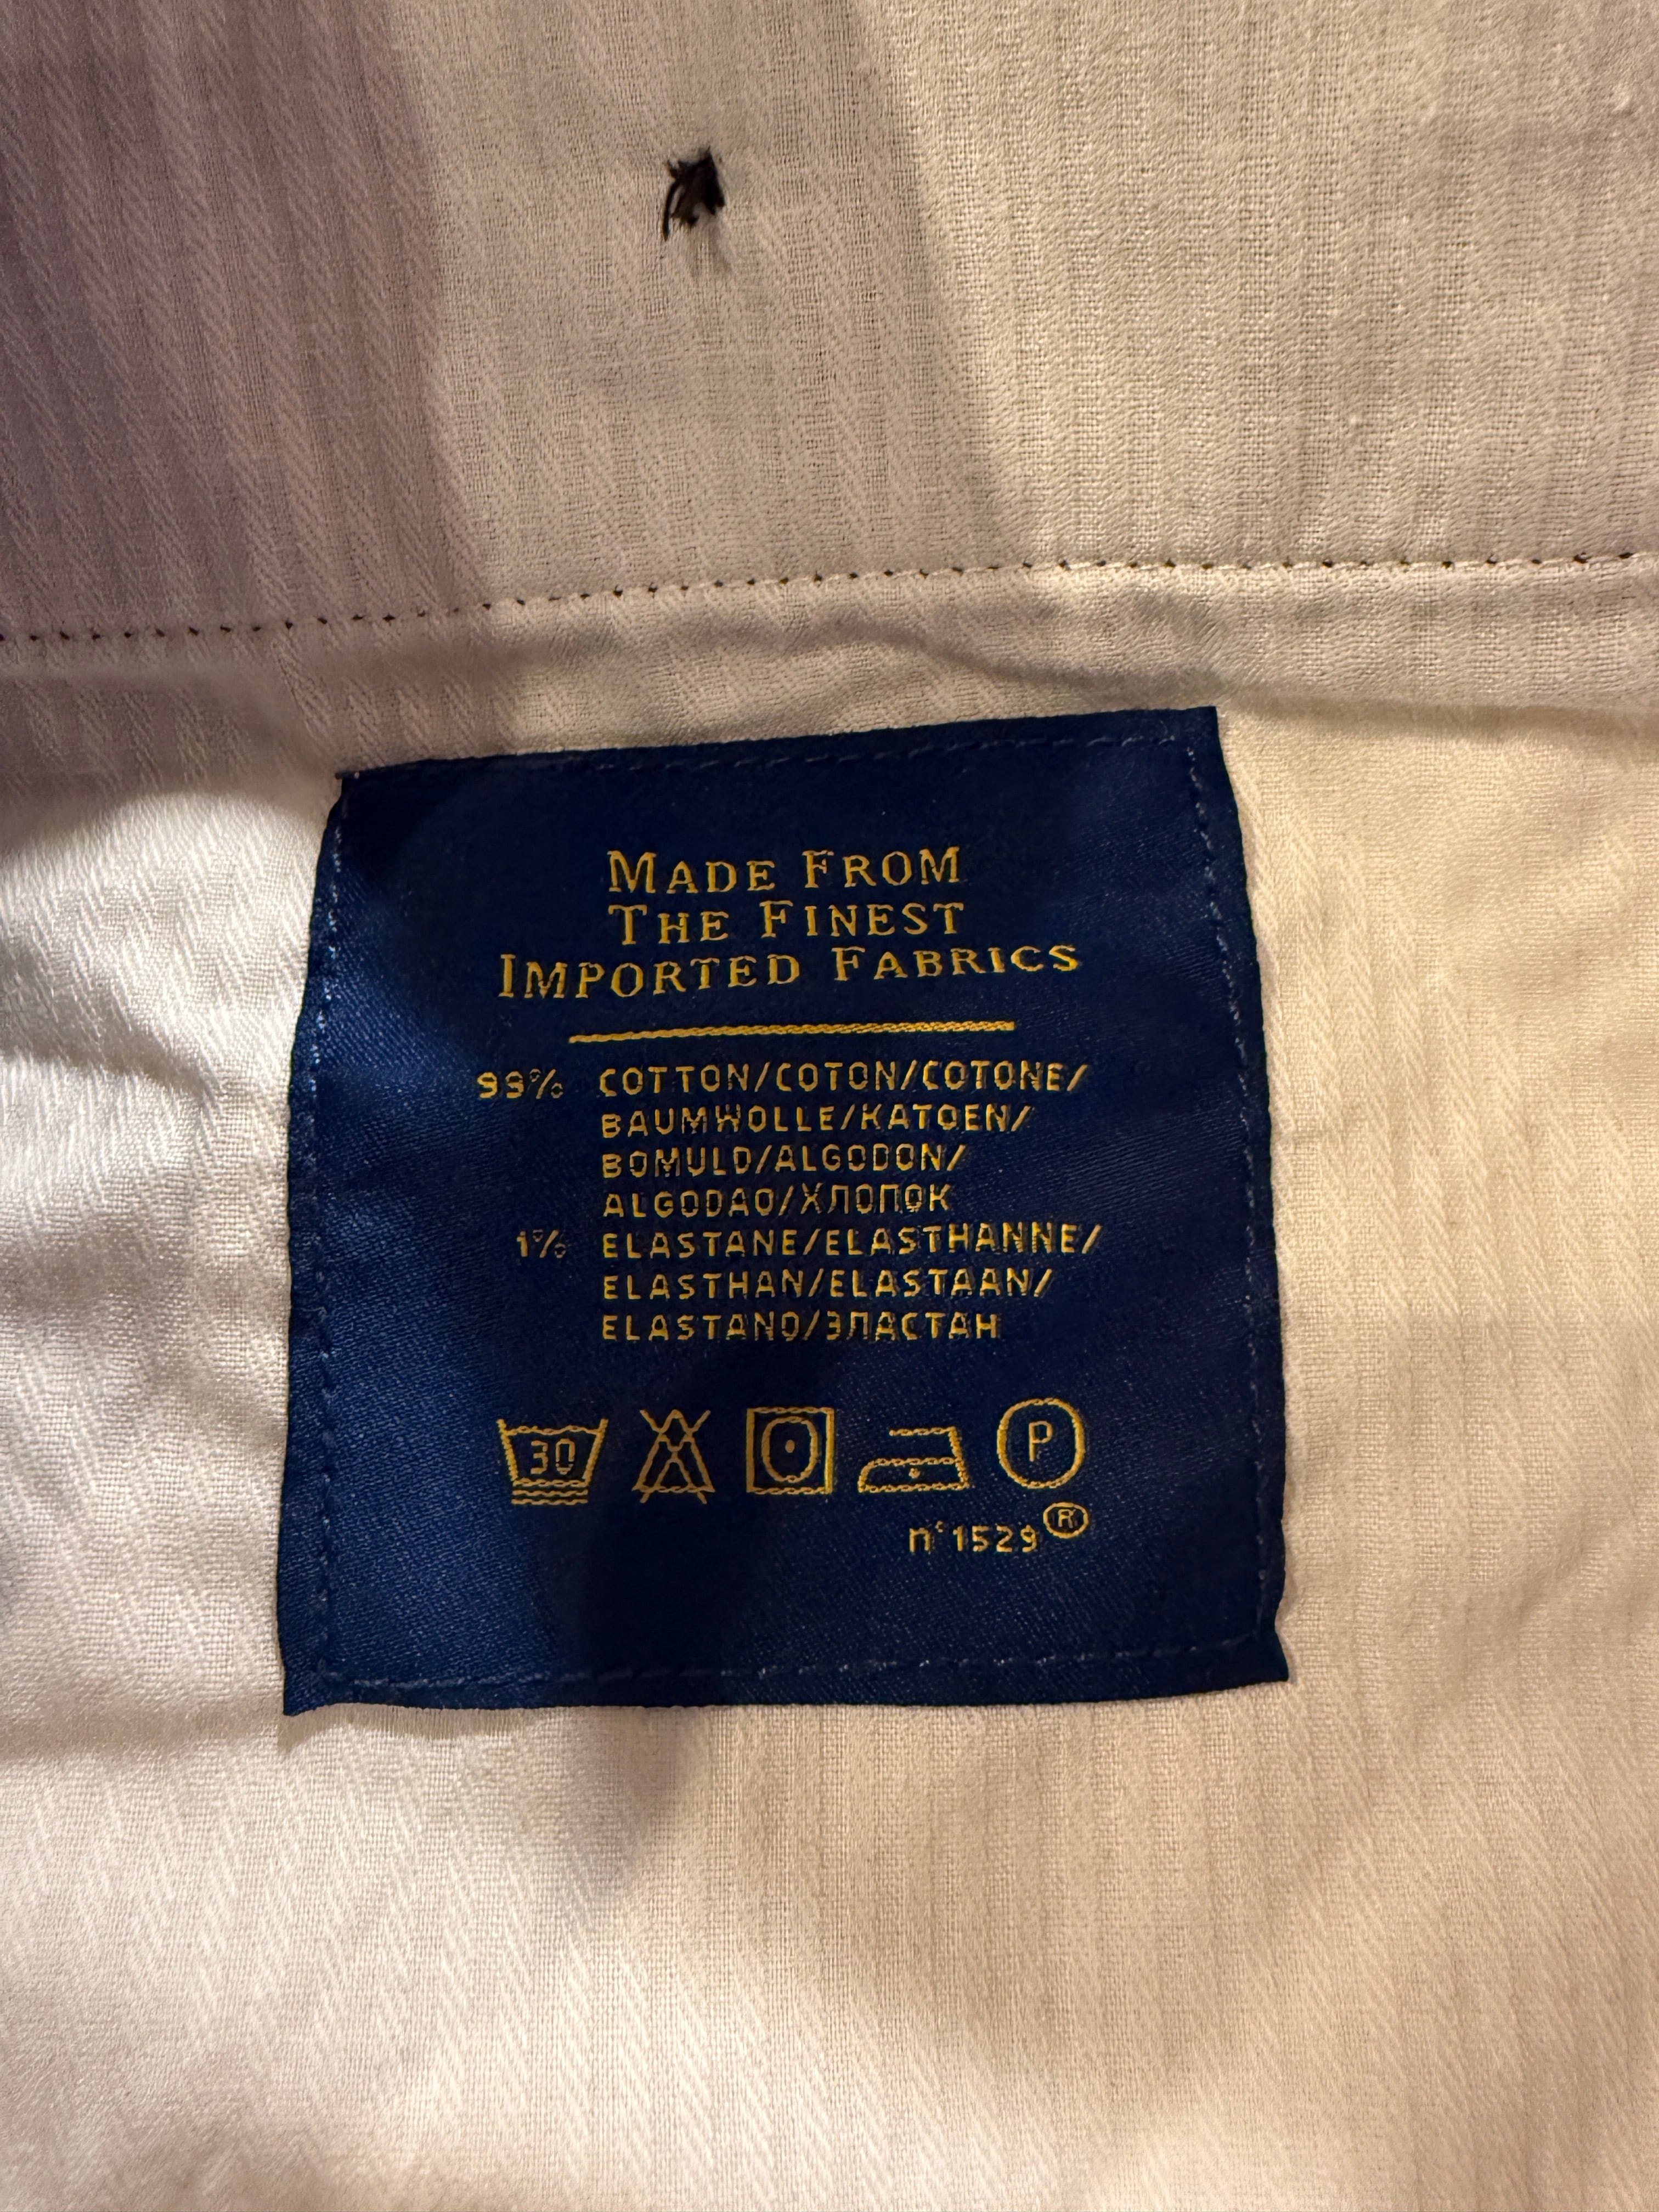 MADE FROM
THE FINEST
IMPORTED FABRICS
99% COTTON/COTON/COTONE/
BAUMWOLLE/KATOEN/
BOMULD/ALGODON/
ALGODAO/ХЛОПОК
1% ELASTANE/ELASTHANNE/
ELASTHAN/ELASTAAN/
ELASTANO/ЭЛАСТАН
30 P
n°1529®